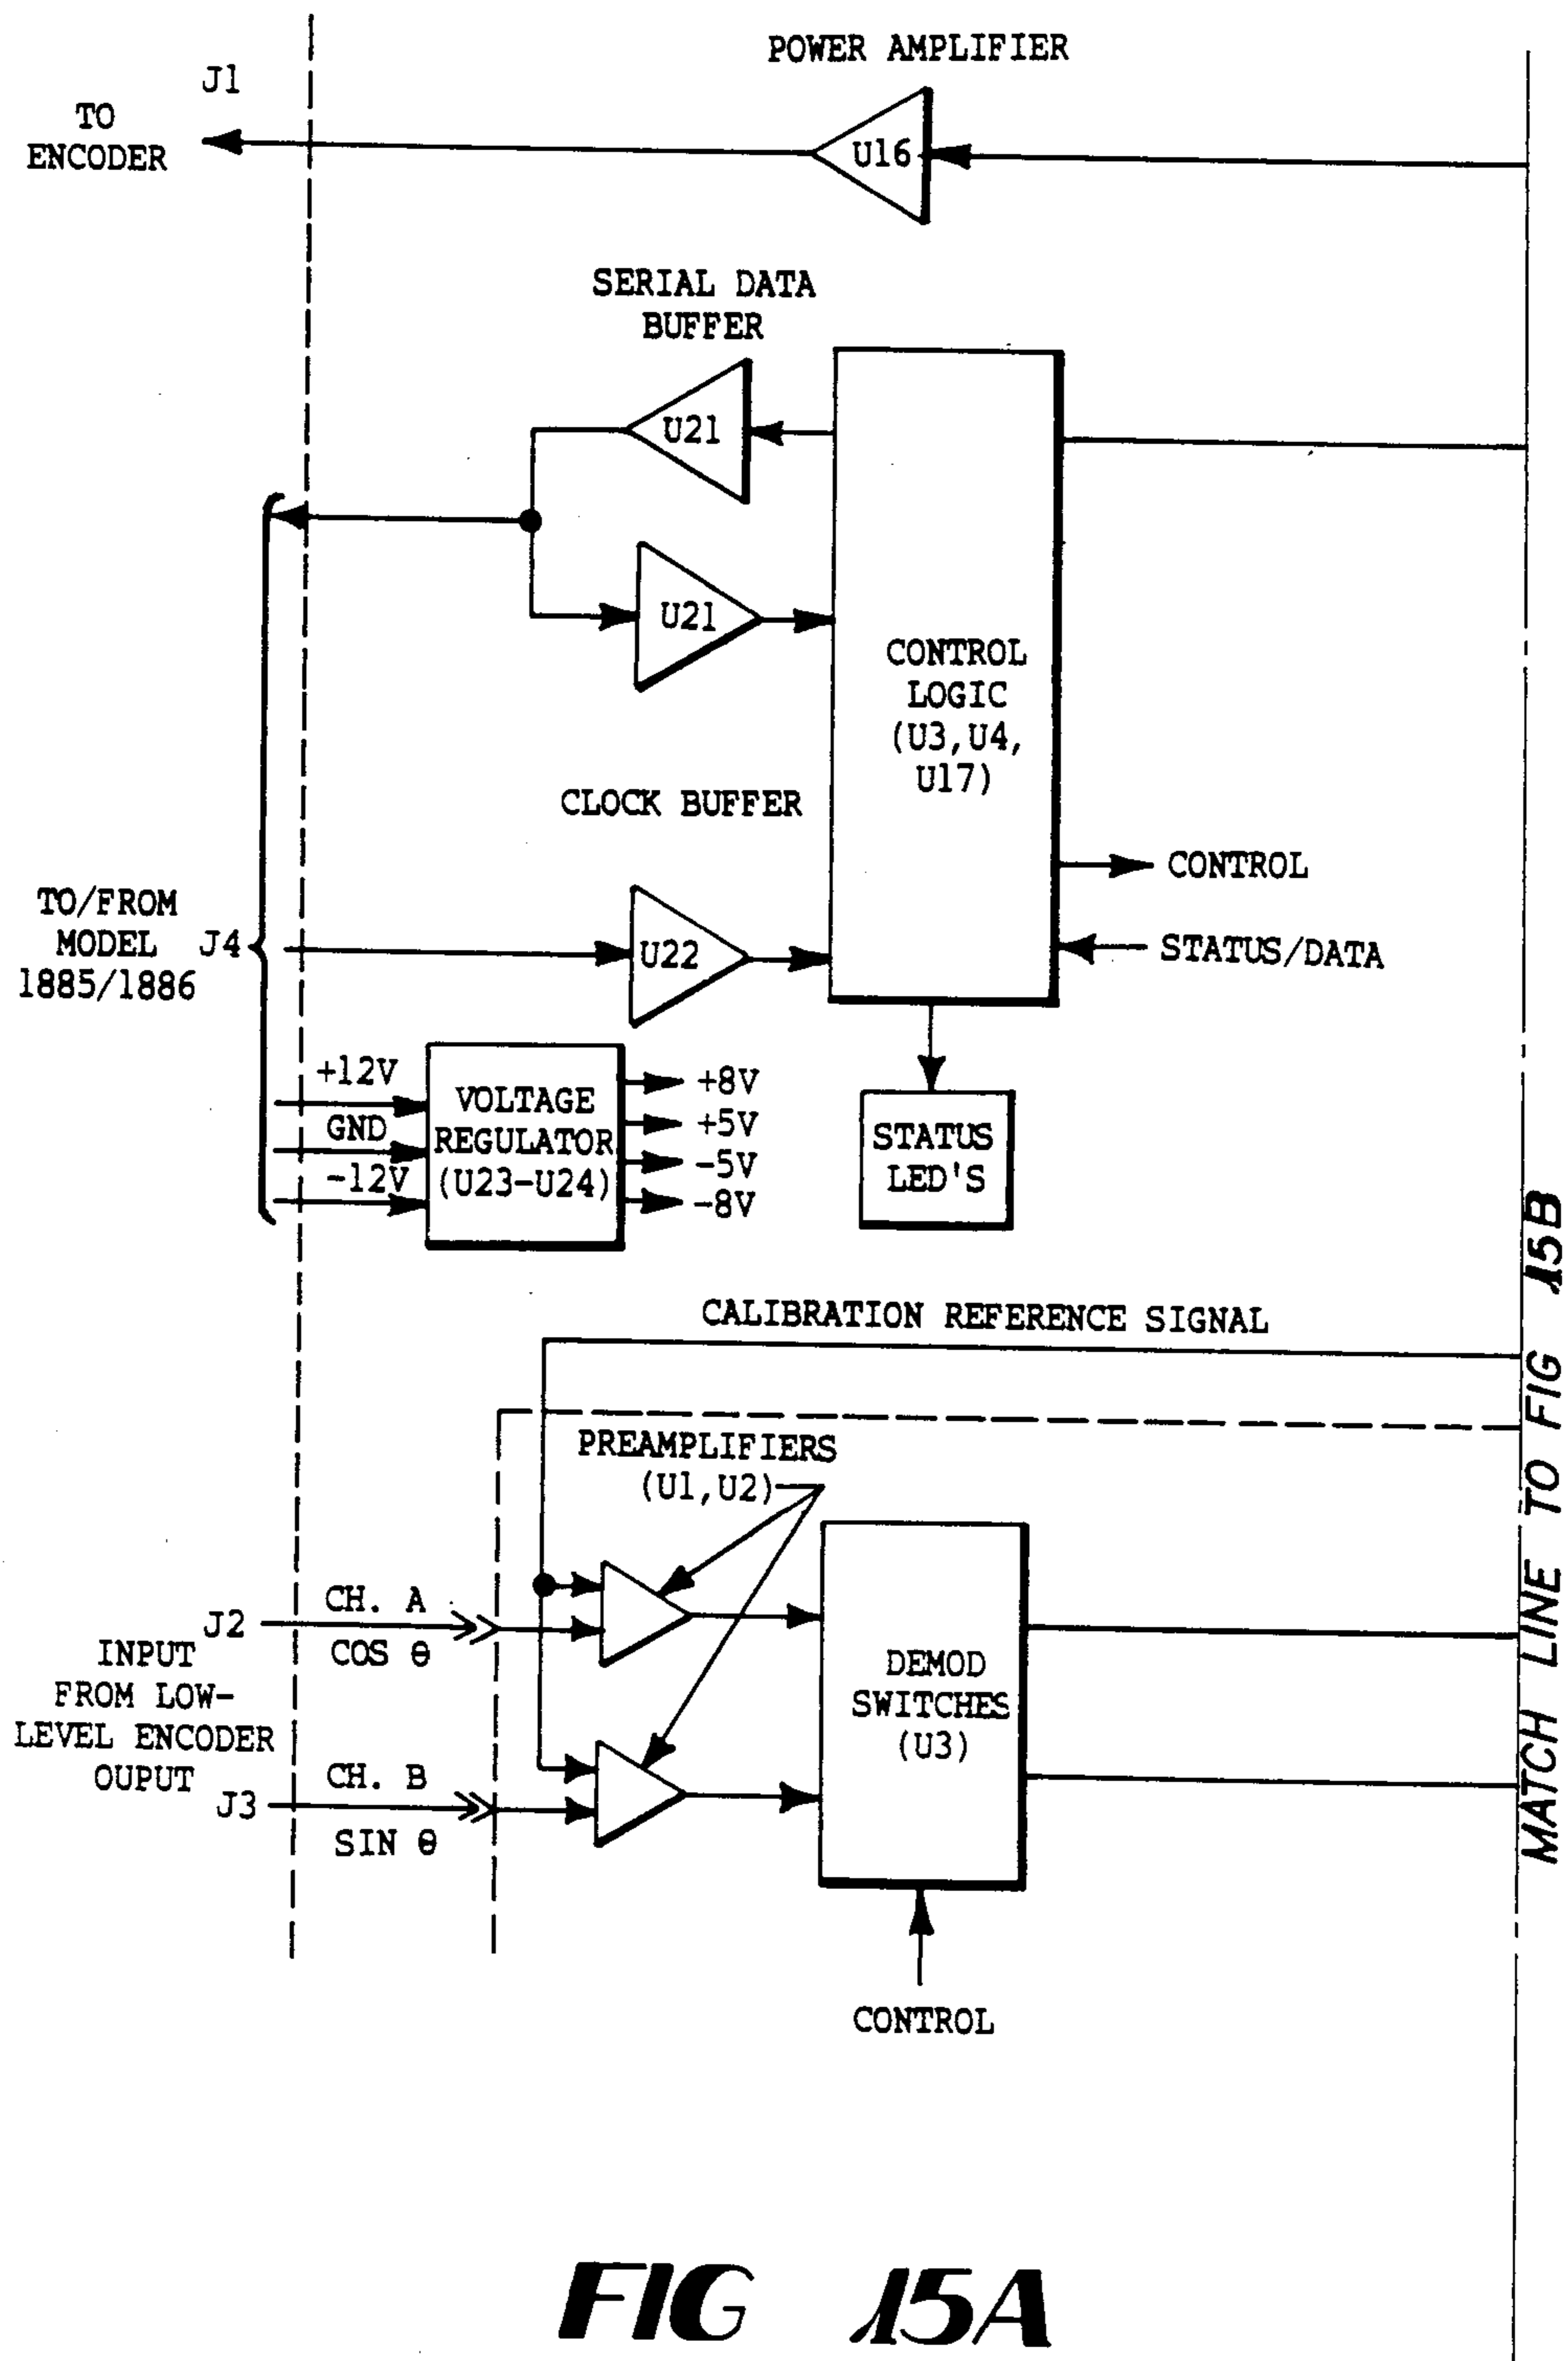 POWER AMPLIFIER
J1
TO
ENCODER
U16
SERIAL DATA
BUFFER
U21
U21
CONTROL
LOGIC
(U3,U4,
U17)
CLOCK BUFFER
CONTROL
TO/FROM
MODEL
1885/1886
J4
U22
STATUS/DATA
+12V
GND
-12V
VOLTAGE
REGULATOR
(U23-U24)
+8V
+5V
-5V
-8V
STATUS
LED'S
CALIBRATION REFERENCE SIGNAL
PREAMPLIFIERS
(U1,U2)
J2
CH. A
COS θ
INPUT
FROM LOW-
LEVEL ENCODER
OUPUT
J3
CH. B
SIN θ
DEMOD
SWITCHES
(U3)
CONTROL
MATCH LINE TO FIG 15B
FIG 15A